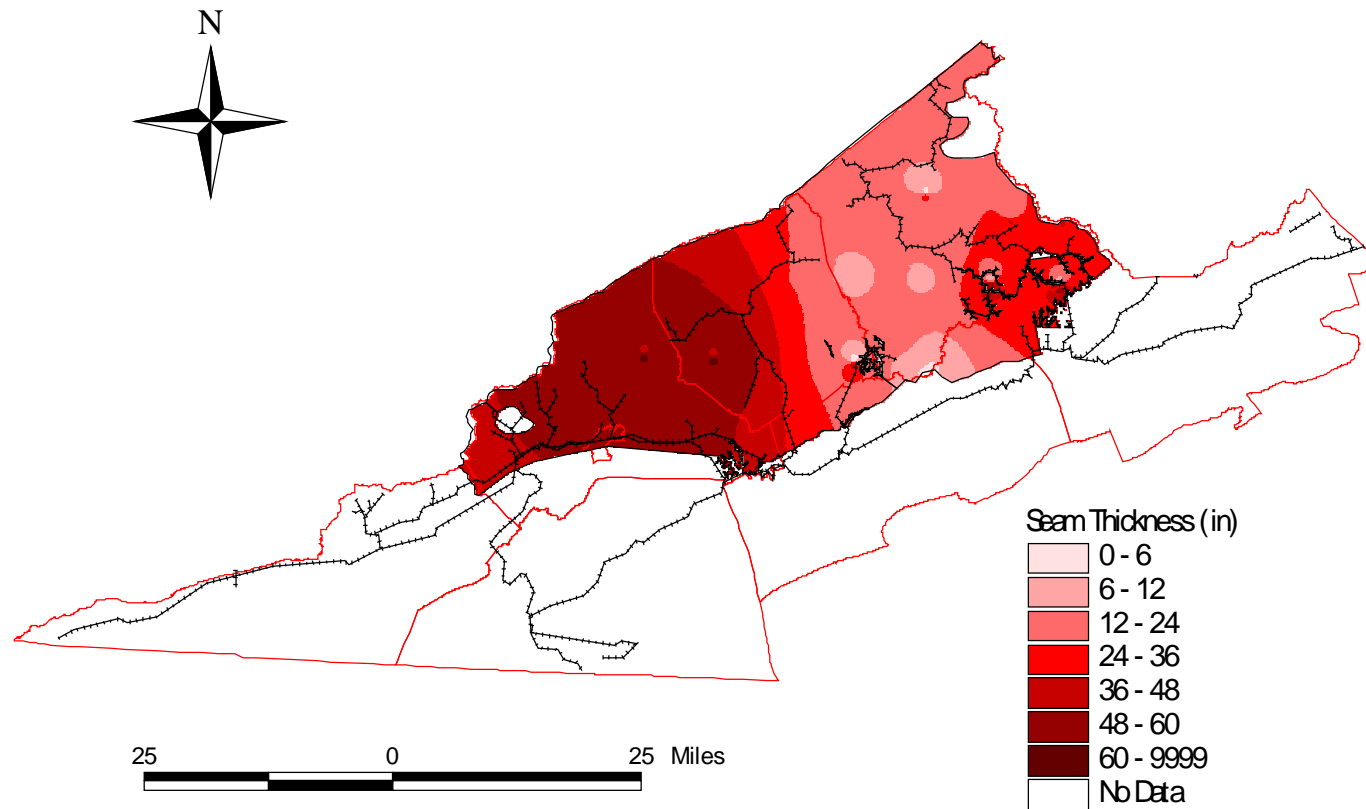 N
Seam Thickness (in)
0 - 6
6 - 12
12 - 24
24 - 36
36 - 48
48 - 60
60 - 9999
No Data
25 0 25 Miles